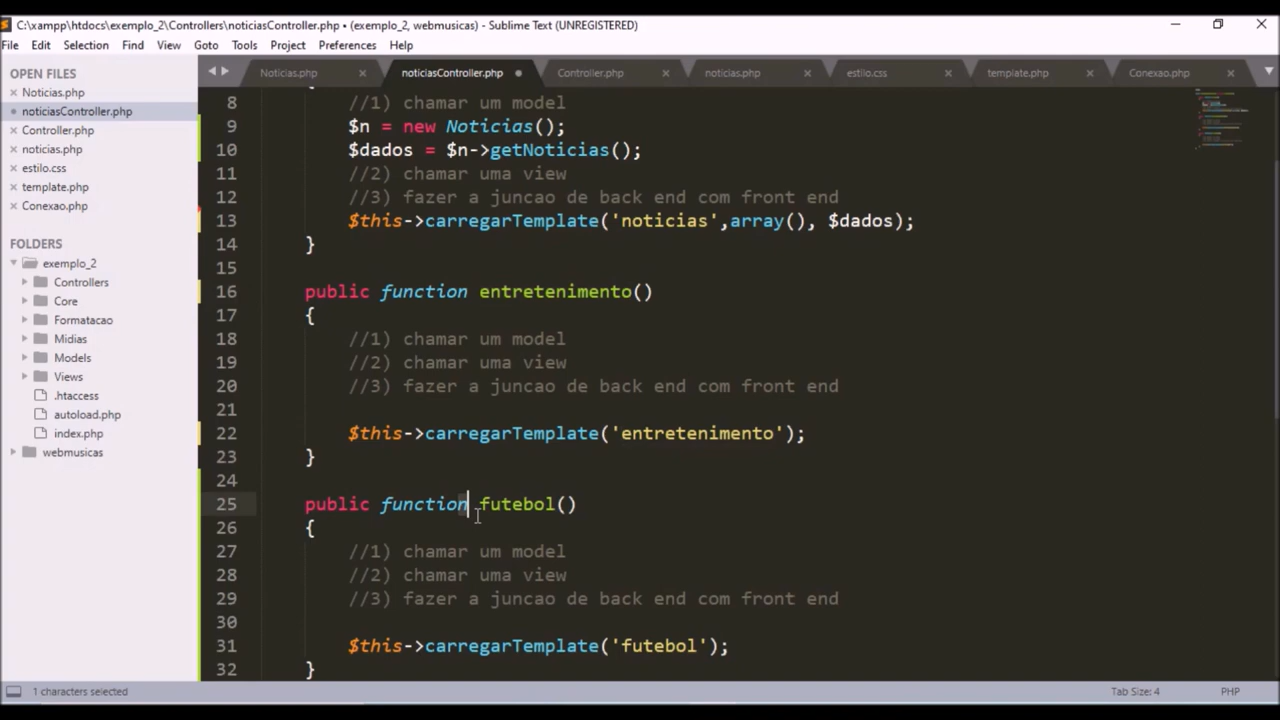 C:\xampp\htdocs\exemplo_2\Controllers\noticiasController.php • (exemplo_2, webmusicas) - Sublime Text (UNREGISTERED)
File Edit Selection Find View Goto Tools Project Preferences Help
OPEN FILES
Noticias.php
noticiasController.php
Controller.php
noticias.php
estilo.css
template.php
Conexao.php
FOLDERS
exemplo_2
Controllers
Core
Formatacao
Midias
Models
Views
.htaccess
autoload.php
index.php
webmusicas
Noticias.php noticiasController.php Controller.php noticias.php estilo.css template.php Conexao.php
{
8 //1) chamar um model
9 $n = new Noticias();
10 $dados = $n->getNoticias();
11 //2) chamar uma view
12 //3) fazer a juncao de back end com front end
13 $this->carregarTemplate('noticias',array(), $dados);
14 }
15
16 public function entretenimento()
17 {
18 //1) chamar um model
19 //2) chamar uma view
20 //3) fazer a juncao de back end com front end
21
22 $this->carregarTemplate('entretenimento');
23 }
24
25 public function futebol()
26 {
27 //1) chamar um model
28 //2) chamar uma view
29 //3) fazer a juncao de back end com front end
30
31 $this->carregarTemplate('futebol');
32 }
1 characters selected Tab Size: 4 PHP